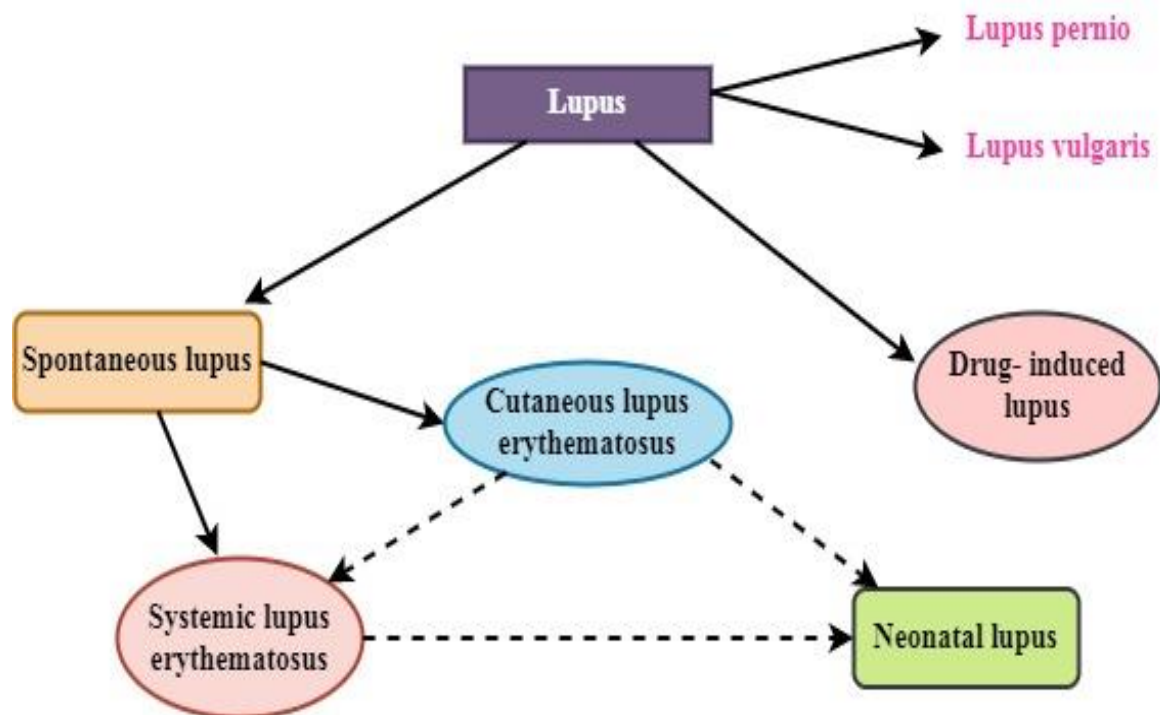 Lupus pernio
Lupus
Lupus vulgaris
Spontaneous lupus
Drug- induced
lupus
Cutaneous lupus
erythematosus
Systemic lupus
erythematosus
Neonatal lupus